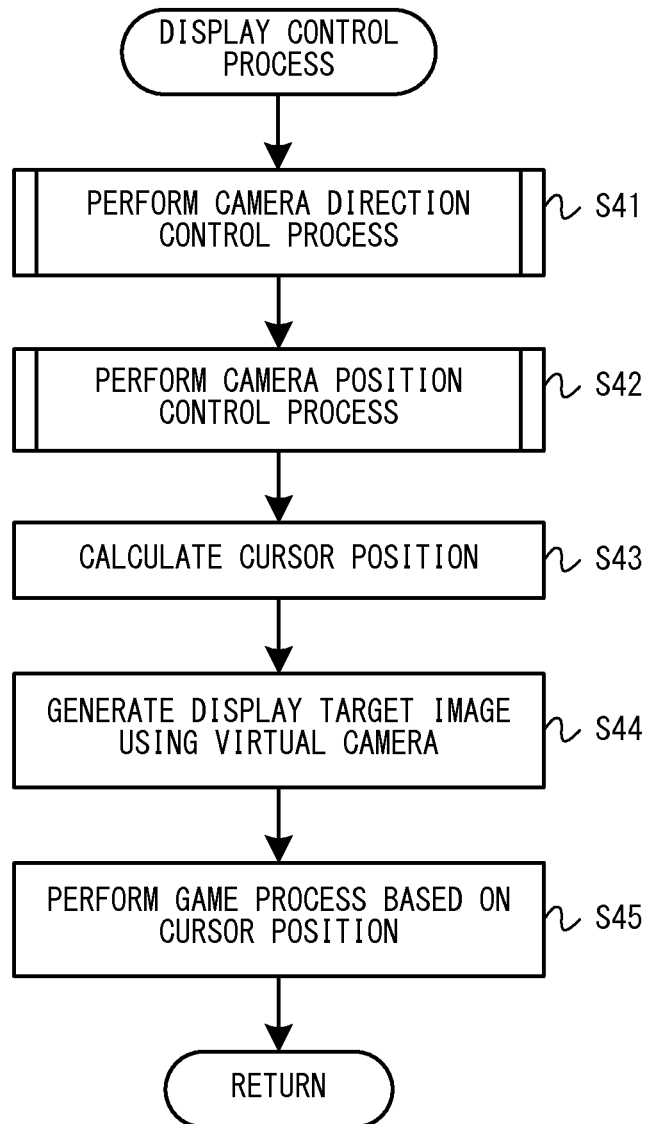 DISPLAY CONTROL
PROCESS
PERFORM CAMERA DIRECTION
CONTROL PROCESS
S41
PERFORM CAMERA POSITION
CONTROL PROCESS
S42
CALCULATE CURSOR POSITION
S43
GENERATE DISPLAY TARGET IMAGE
USING VIRTUAL CAMERA
S44
PERFORM GAME PROCESS BASED ON
CURSOR POSITION
S45
RETURN